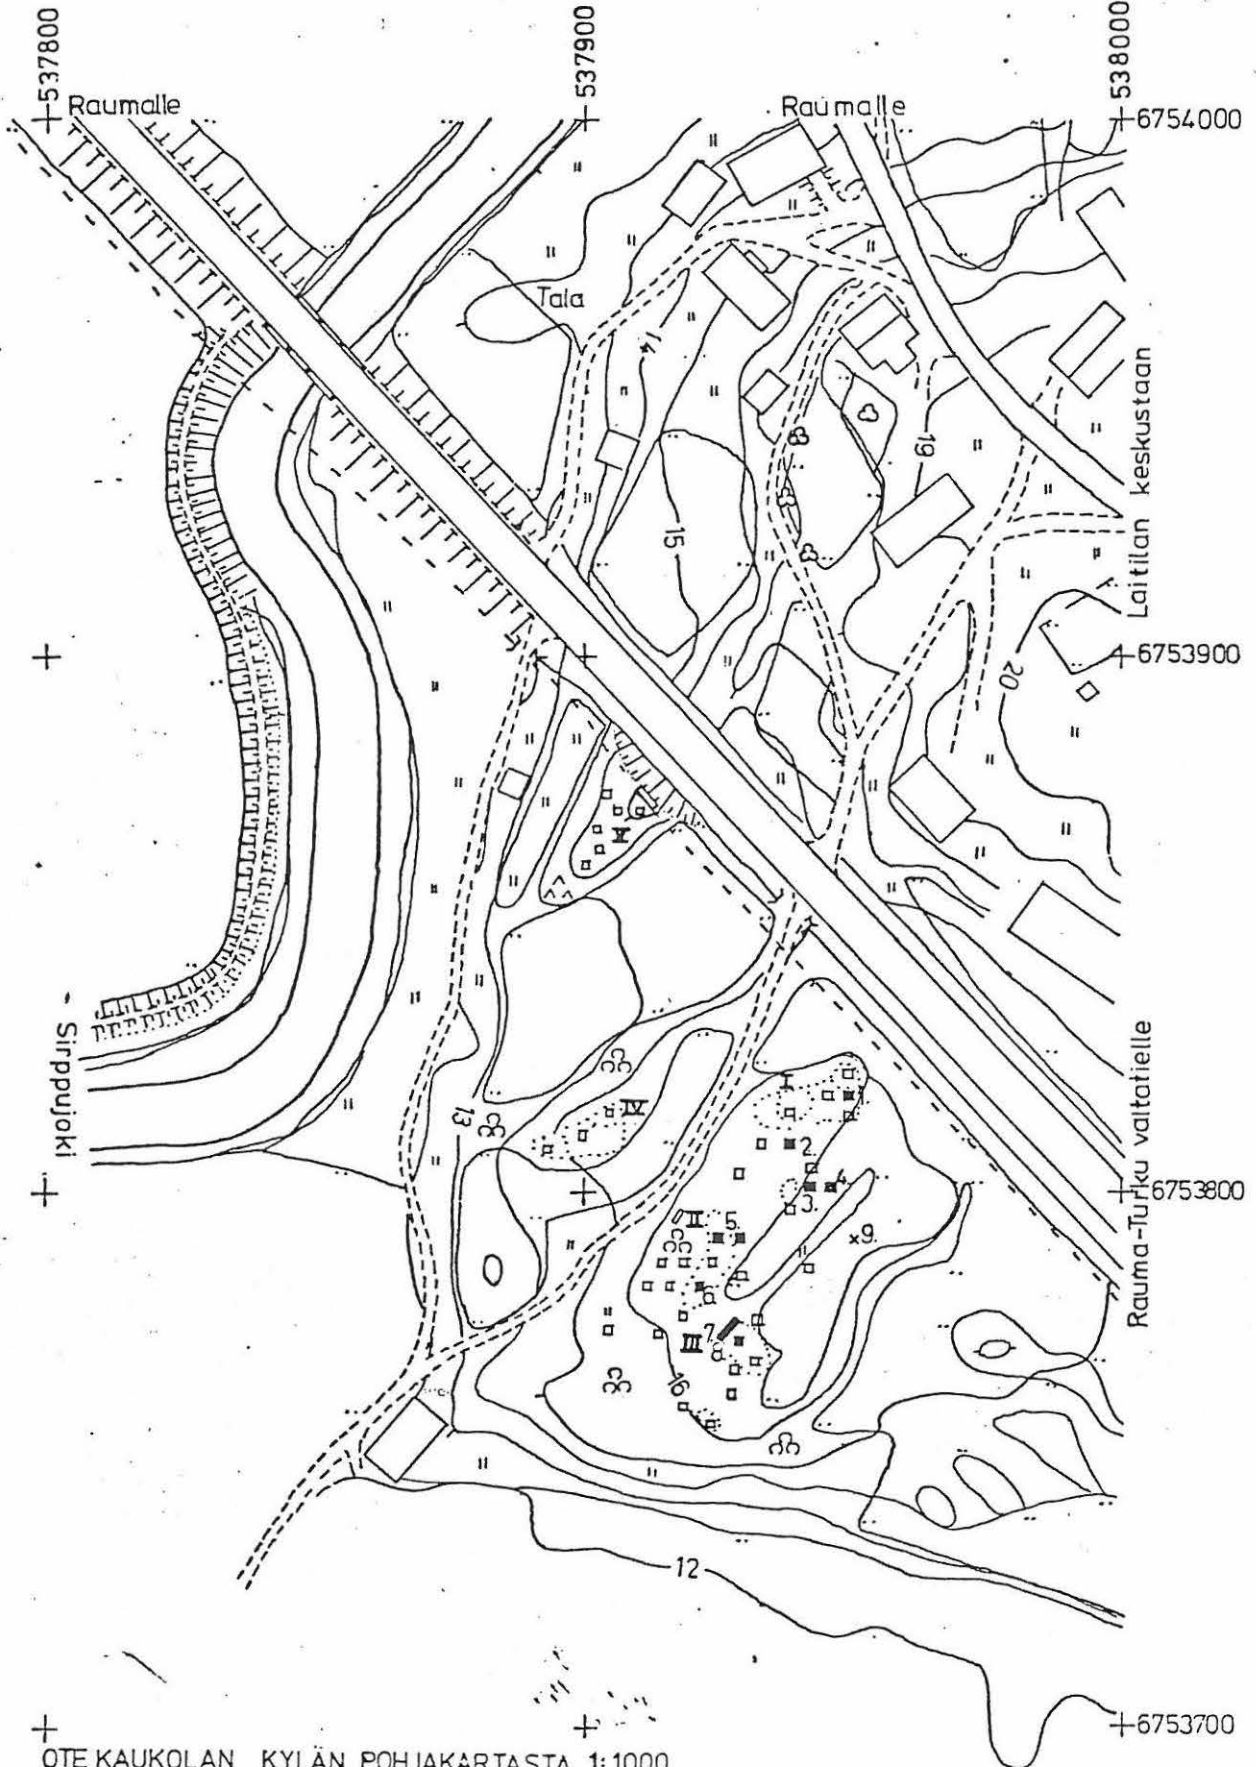 537800
537900
538000
Raumalle
Raumalle
6754000
Tala
14
19
15
Laitilan keskustaan
6753900
20
V
Sirppujoki
13
IV
I
1
2.
3.
4.
6753800
II
5.
×9.
6
7
III
8
16
Rauma-Turku valtatielle
12
6753700
OTE KAUKOLAN KYLÄN POHJAKARTASTA 1:1000